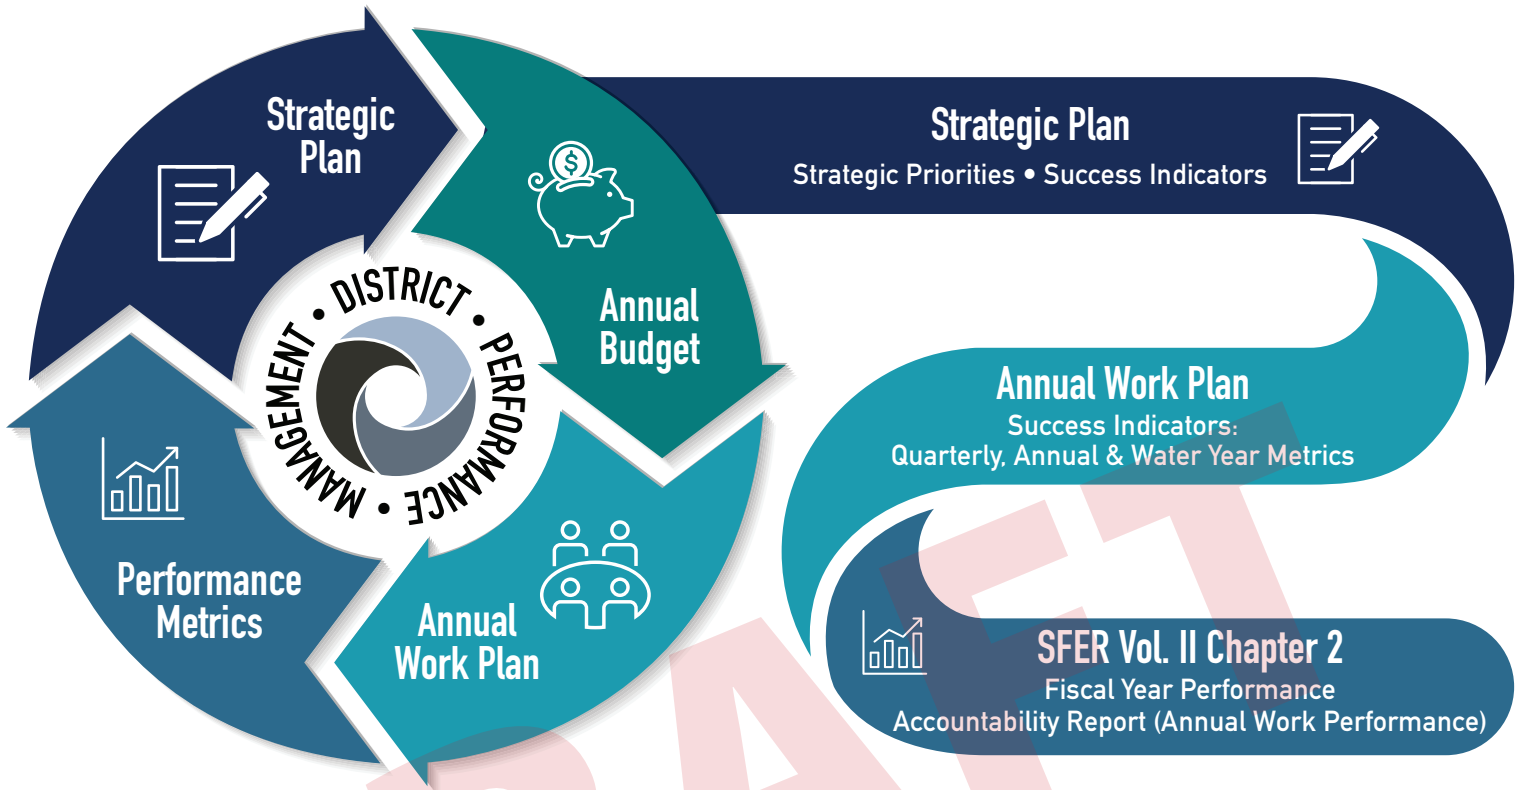 Strategic
Plan
Annual
Budget
Annual
Work Plan
Performance
Metrics
DISTRICT • PERFORMANCE • MANAGEMENT •
$
Strategic Plan
Strategic Priorities • Success Indicators
Annual Work Plan
Success Indicators:
Quarterly, Annual & Water Year Metrics
SFER Vol. II Chapter 2
Fiscal Year Performance
Accountability Report (Annual Work Performance)
DRAFT